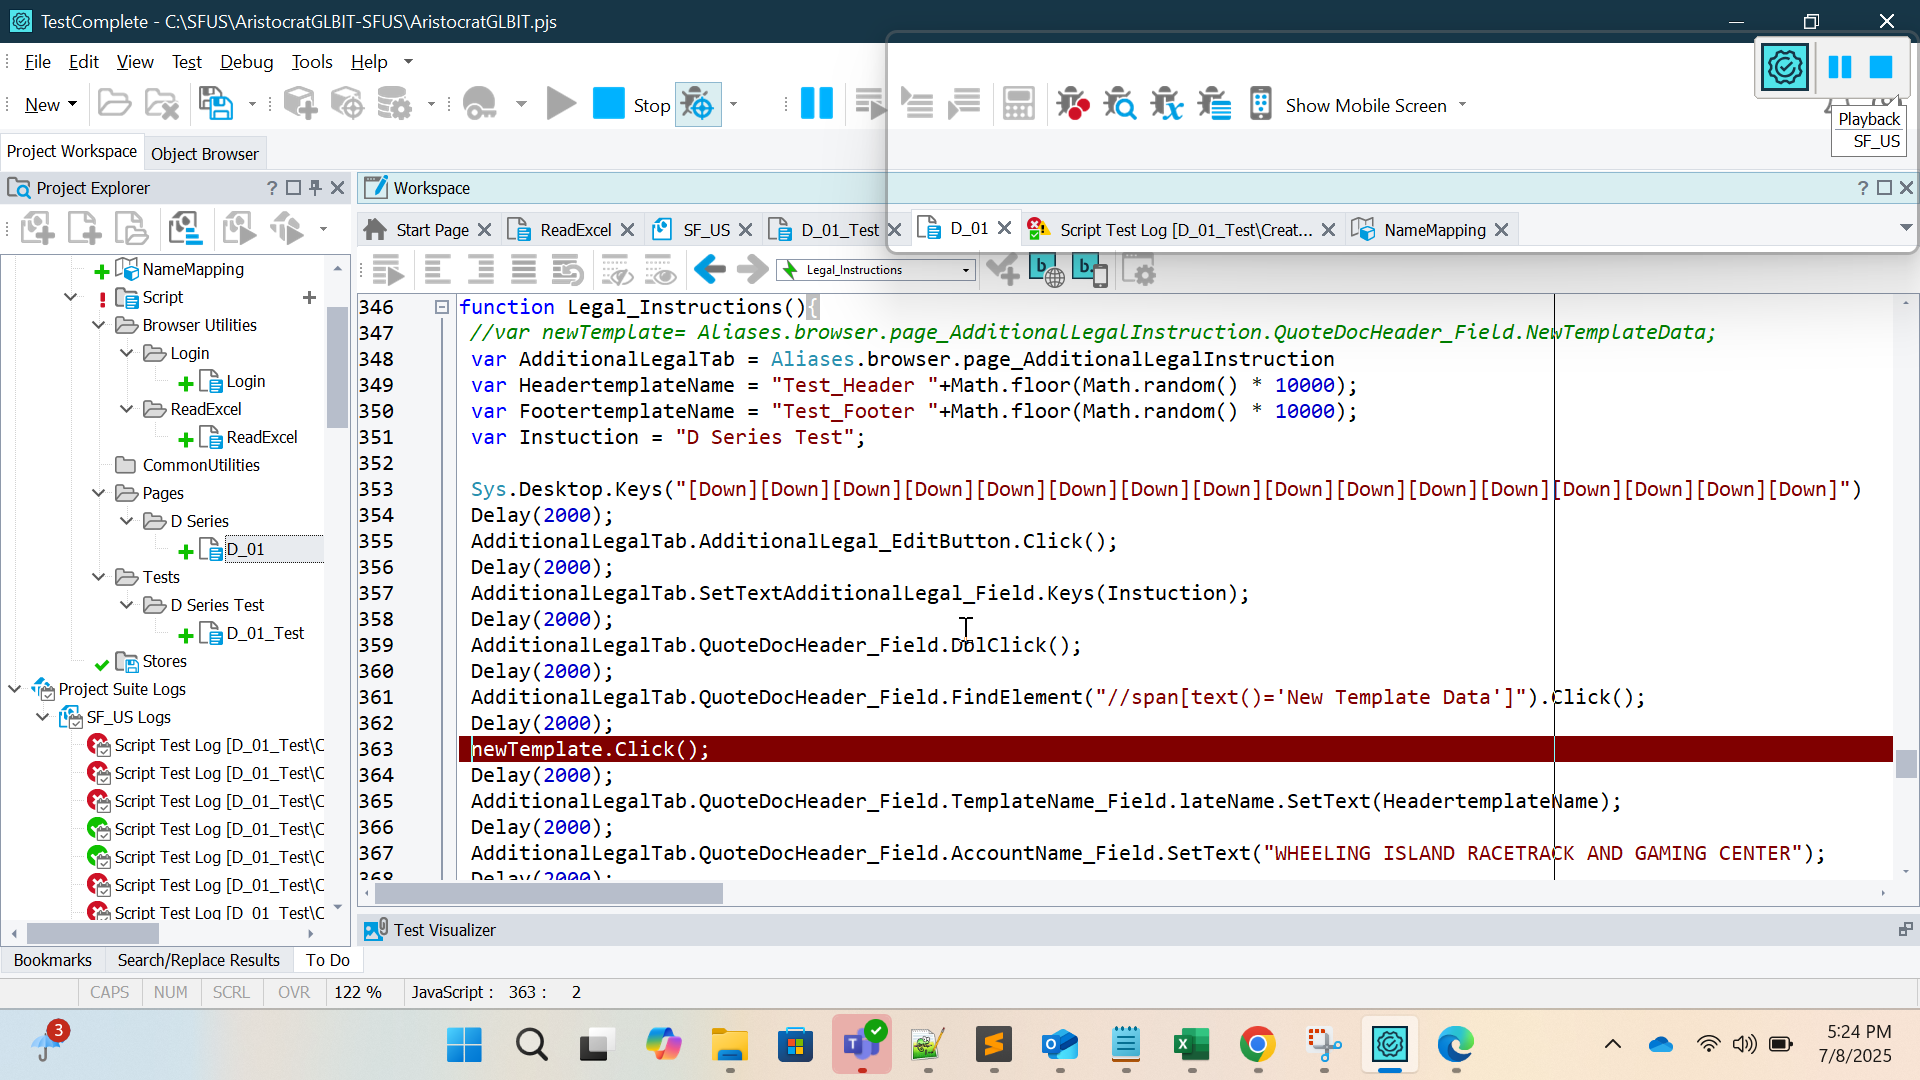 TestComplete - C:\SFUS\AristocratGLBIT-SFUS\AristocratGLBIT.pjs
File Edit View Test Debug Tools Help
New Stop Show Mobile Screen
Playback
SF_US
Project Workspace Object Browser
Project Explorer ?
Workspace ?
Start Page ReadExcel SF_US D_01_Test D_01 Script Test Log [D_01_Test\Creat... NameMapping
Legal_Instructions
NameMapping
Script
Browser Utilities
Login
Login
ReadExcel
ReadExcel
CommonUtilities
Pages
D Series
D_01
Tests
D Series Test
D_01_Test
Stores
Project Suite Logs
SF_US Logs
Script Test Log [D_01_Test\C
Script Test Log [D_01_Test\C
Script Test Log [D_01_Test\C
Script Test Log [D_01_Test\C
Script Test Log [D_01_Test\C
Script Test Log [D_01_Test\C
Script Test Log [D_01_Test\C
346 function Legal_Instructions(){
347 //var newTemplate= Aliases.browser.page_AdditionalLegalInstruction.QuoteDocHeader_Field.NewTemplateData;
348 var AdditionalLegalTab = Aliases.browser.page_AdditionalLegalInstruction
349 var HeadertemplateName = "Test_Header "+Math.floor(Math.random() * 10000);
350 var FootertemplateName = "Test_Footer "+Math.floor(Math.random() * 10000);
351 var Instuction = "D Series Test";
352
353 Sys.Desktop.Keys("[Down][Down][Down][Down][Down][Down][Down][Down][Down][Down][Down][Down][Down][Down][Down][Down]")
354 Delay(2000);
355 AdditionalLegalTab.AdditionalLegal_EditButton.Click();
356 Delay(2000);
357 AdditionalLegalTab.SetTextAdditionalLegal_Field.Keys(Instuction);
358 Delay(2000);
359 AdditionalLegalTab.QuoteDocHeader_Field.DblClick();
360 Delay(2000);
361 AdditionalLegalTab.QuoteDocHeader_Field.FindElement("//span[text()='New Template Data']").Click();
362 Delay(2000);
363 newTemplate.Click();
364 Delay(2000);
365 AdditionalLegalTab.QuoteDocHeader_Field.TemplateName_Field.lateName.SetText(HeadertemplateName);
366 Delay(2000);
367 AdditionalLegalTab.QuoteDocHeader_Field.AccountName_Field.SetText("WHEELING ISLAND RACETRACK AND GAMING CENTER");
368 Delay(2000);
Test Visualizer
Bookmarks Search/Replace Results To Do
CAPS NUM SCRL OVR 122 % JavaScript : 363 : 2
3
5:24 PM
7/8/2025